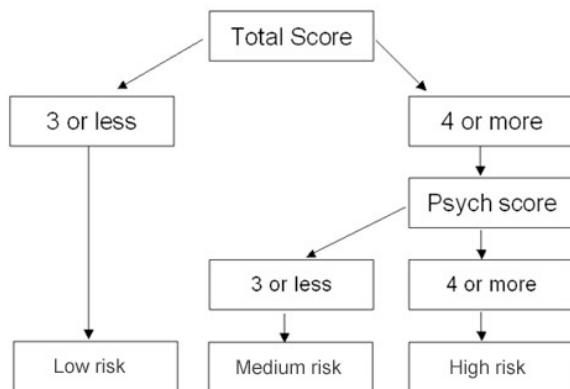 Total Score
3 or less
4 or more
Psych score
3 or less
4 or more
Low risk
Medium risk
High risk